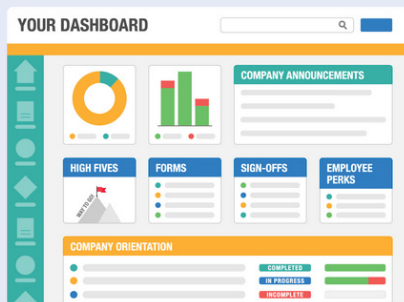 YOUR DASHBOARD
COMPANY ANNOUNCEMENTS
HIGH FIVES
FORMS
SIGN-OFFS
EMPLOYEE
PERKS
WAY TO GO!
COMPANY ORIENTATION
COMPLETED
IN PROGRESS
INCOMPLETE